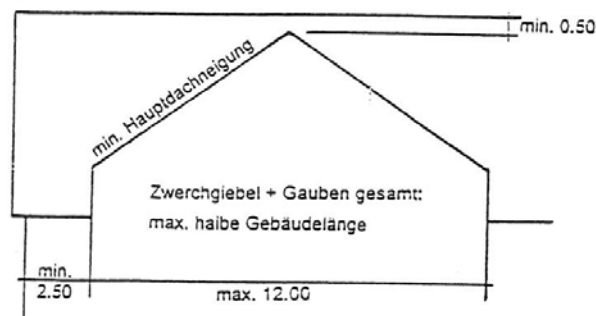 min. 0.50
min. Hauptdachneigung
Zwerchgiebel + Gauben gesamt:
max. halbe Gebäudelänge
min.
2.50
max. 12.00